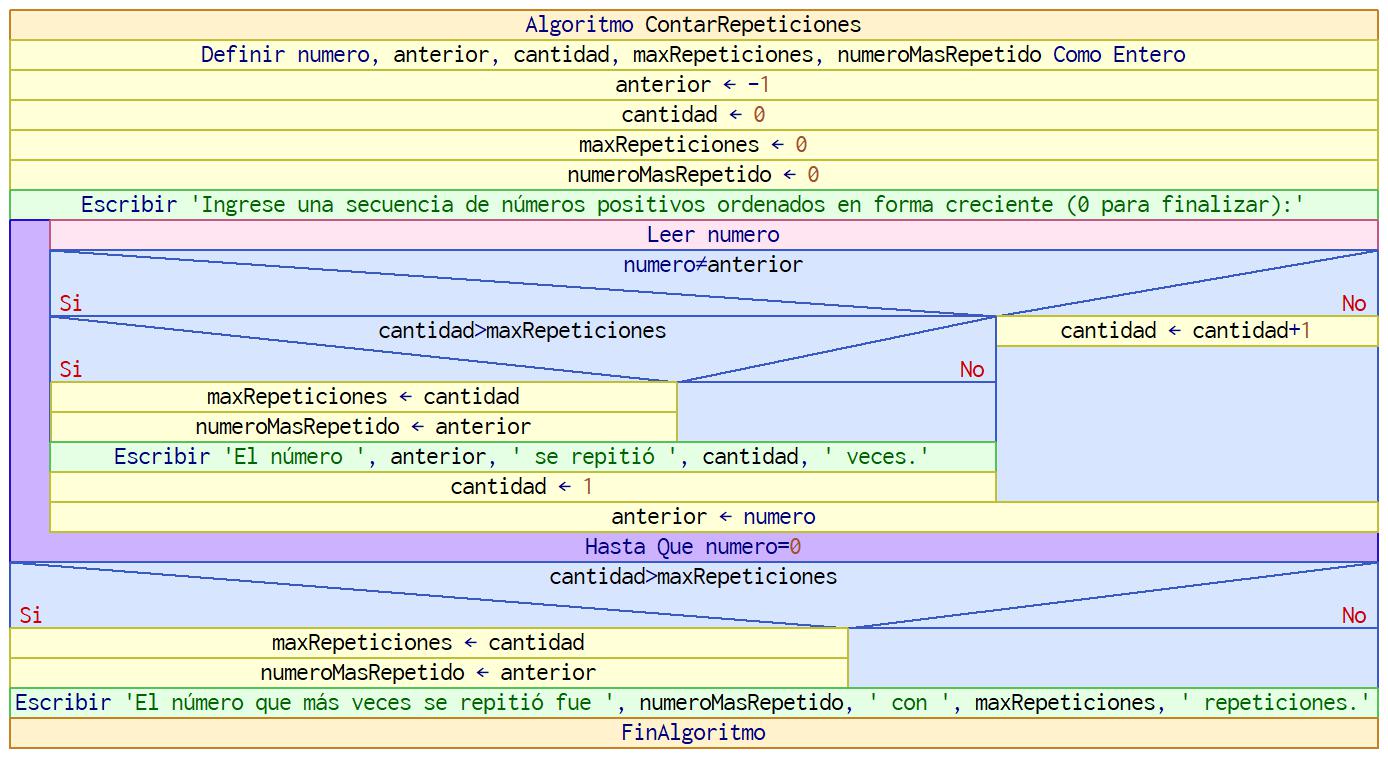 Algoritmo ContarRepeticiones
Definir numero, anterior, cantidad, maxRepeticiones, numeroMasRepetido Como Entero
anterior ← -1
cantidad ← 0
maxRepeticiones ← 0
numeroMasRepetido ← 0
Escribir 'Ingrese una secuencia de números positivos ordenados en forma creciente (0 para finalizar):'
Leer numero
numero≠anterior
Si No
cantidad>maxRepeticiones cantidad ← cantidad+1
Si No
maxRepeticiones ← cantidad
numeroMasRepetido ← anterior
Escribir 'El número ', anterior, ' se repitió ', cantidad, ' veces.'
cantidad ← 1
anterior ← numero
Hasta Que numero=0
cantidad>maxRepeticiones
Si No
maxRepeticiones ← cantidad
numeroMasRepetido ← anterior
Escribir 'El número que más veces se repitió fue ', numeroMasRepetido, ' con ', maxRepeticiones, ' repeticiones.'
FinAlgoritmo